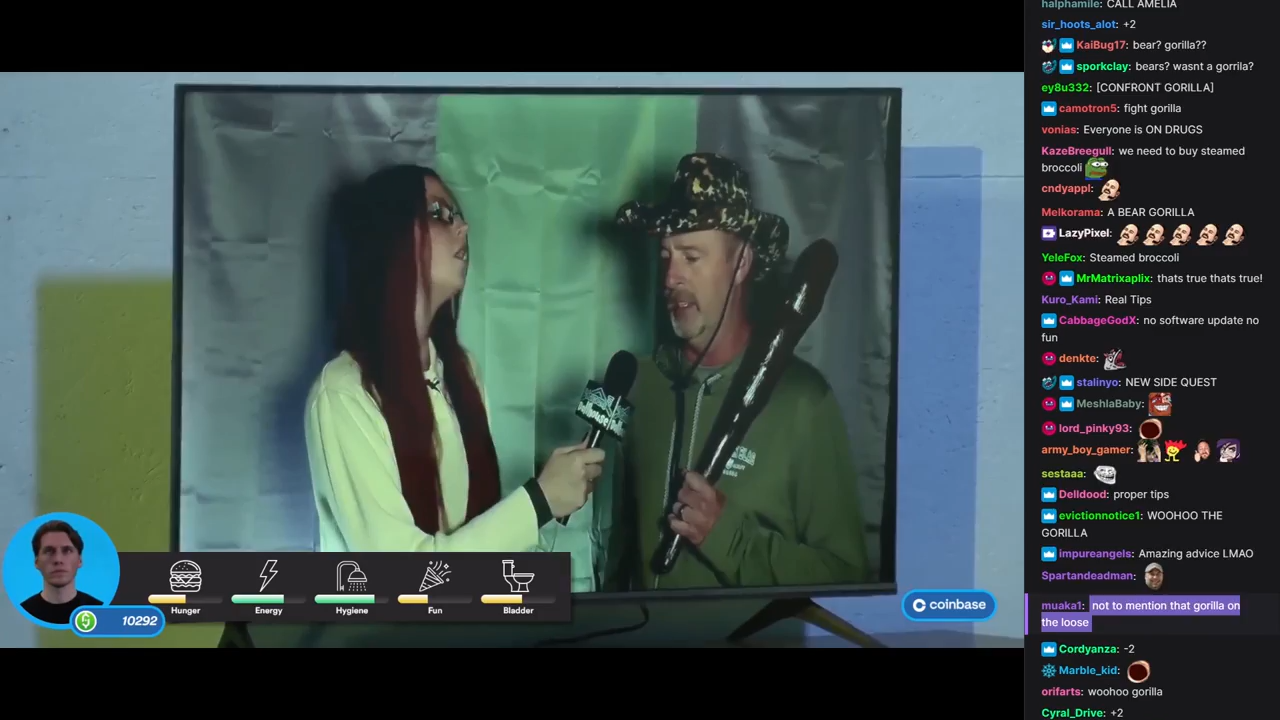 Hunger
Energy
Hygiene
Fun
Bladder
10292
coinbase
halphamile: CALL AMELIA
sir_hoots_alot: +2
KaiBug17: bear? gorilla??
sporkclay: bears? wasnt a gorrila?
ey8u332: [CONFRONT GORILLA]
camotron5: fight gorilla
vonias: Everyone is ON DRUGS
KazeBreegull: we need to buy steamed
broccoli
cndyappl:
Melkorama: A BEAR GORILLA
LazyPixel:
YeleFox: Steamed broccoli
MrMatrixaplix: thats true thats true!
Kuro_Kami: Real Tips
CabbageGodX: no software update no
fun
denkte:
stalinyo: NEW SIDE QUEST
MeshlaBaby:
lord_pinky93:
army_boy_gamer:
sestaaa:
Delldood: proper tips
evictionnotice1: WOOHOO THE
GORILLA
impureangels: Amazing advice LMAO
Spartandeadman:
muaka1: not to mention that gorilla on
the loose
Cordyanza: -2
Marble_kid:
orifarts: woohoo gorilla
Cyral_Drive: +2